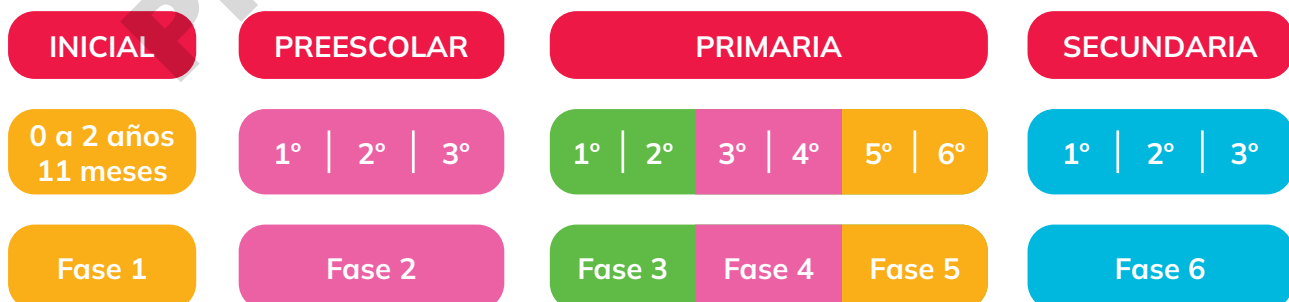 INICIAL PREESCOLAR PRIMARIA SECUNDARIA
0 a 2 años
11 meses
1° | 2° | 3° 1° | 2° 3° | 4° 5° | 6° 1° | 2° | 3°
Fase 1 Fase 2 Fase 3 Fase 4 Fase 5 Fase 6